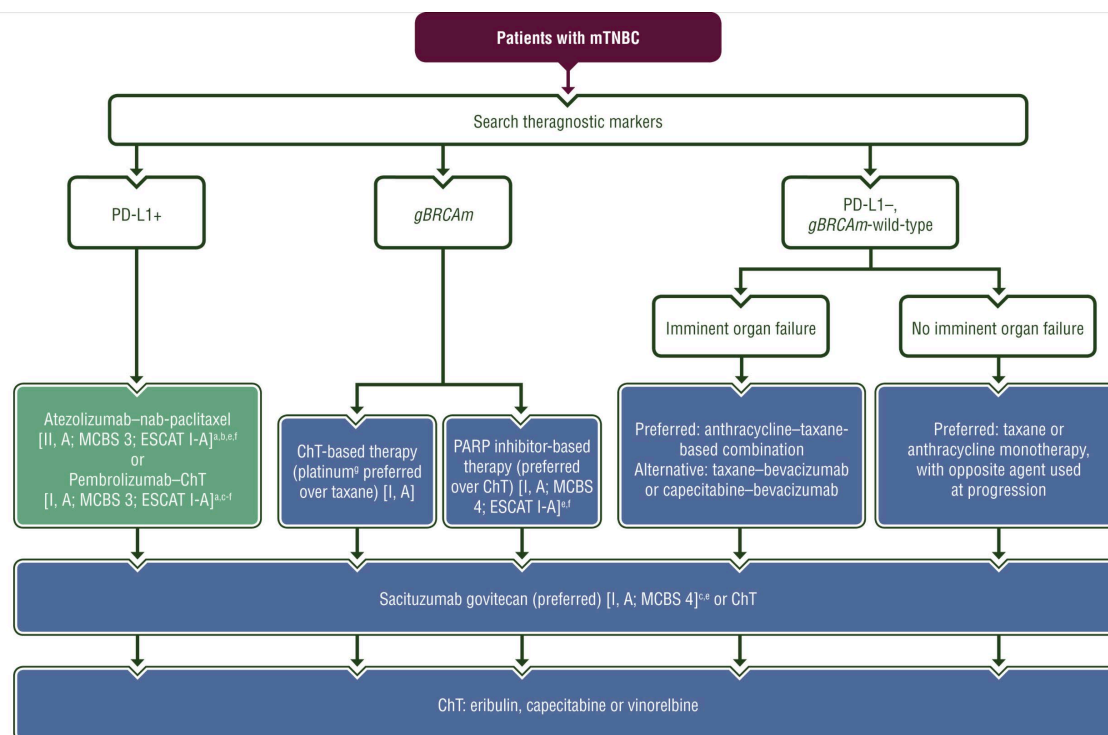 Patients with mTNBC
Search theragnostic markers
PD-L1+
gBRCAm
PD-L1–,
gBRCAm-wild-type
Imminent organ failure
No imminent organ failure
Atezolizumab–nab-paclitaxel
[II, A; MCBS 3; ESCAT I-A]a,b,e,f
or
Pembrolizumab–ChT
[I, A; MCBS 3; ESCAT I-A]a,c-f
ChT-based therapy
(platinumg preferred
over taxane) [I, A]
PARP inhibitor-based
therapy (preferred
over ChT) [I, A; MCBS
4; ESCAT I-A]e,f
Preferred: anthracycline–taxane-
based combination
Alternative: taxane–bevacizumab
or capecitabine–bevacizumab
Preferred: taxane or
anthracycline monotherapy,
with opposite agent used
at progression
Sacituzumab govitecan (preferred) [I, A; MCBS 4]c,e or ChT
ChT: eribulin, capecitabine or vinorelbine